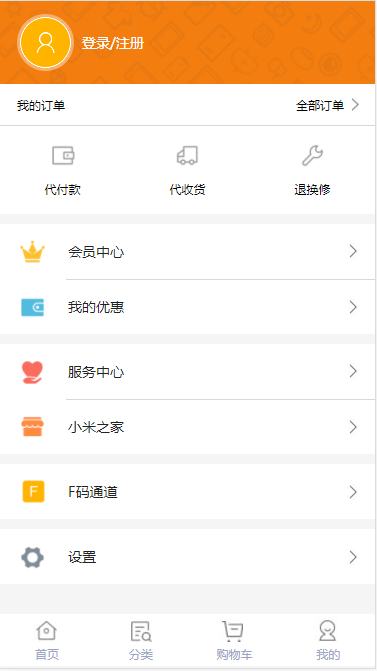 登录/注册
我的订单 全部订单
代付款 代收货 退换修
会员中心
我的优惠
服务中心
小米之家
F F码通道
设置
首页 分类 购物车 我的